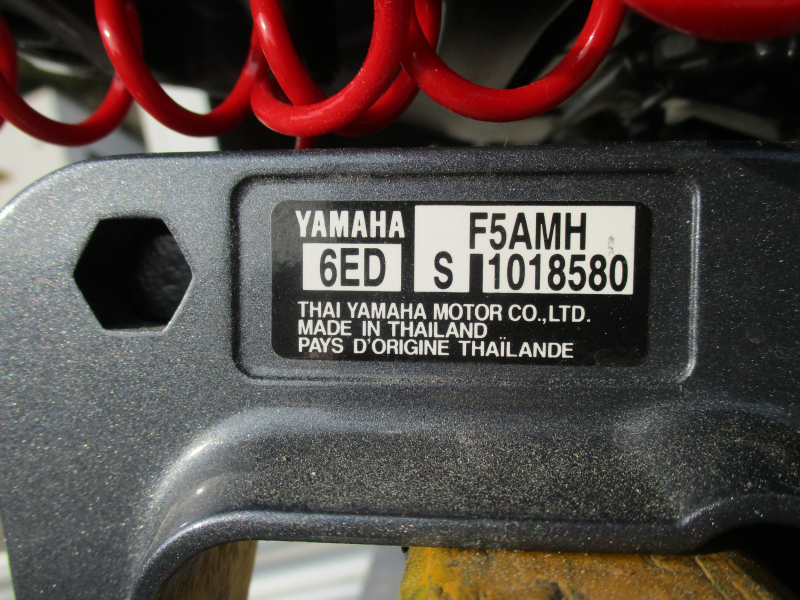 YAMAHA F5AMH
6ED S 1018580
THAI YAMAHA MOTOR CO.,LTD.
MADE IN THAILAND
PAYS D'ORIGINE THAÏLANDE